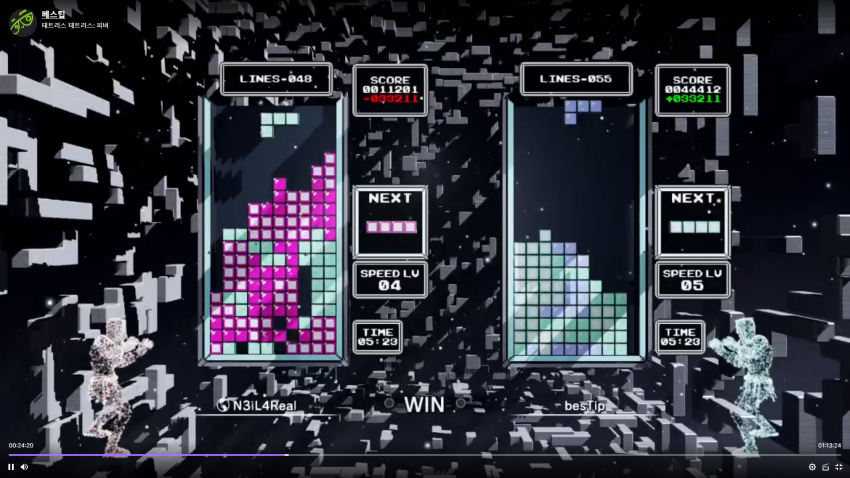 베스팁
테트리스 테트리스: 피버
LINES-048
SCORE
0011201
-033211
NEXT
SPEED LV
04
TIME
05:23
LINES-055
SCORE
0044412
+033211
NEXT
SPEED LV
05
TIME
05:23
N3iL4Real
WIN
besTip
00:24:20
01:13:24